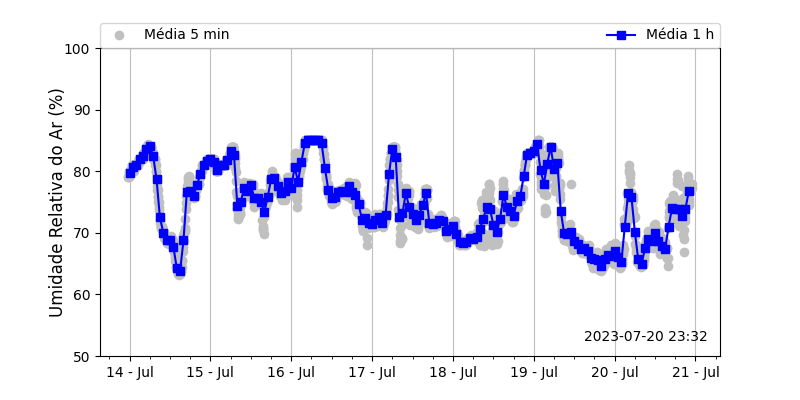 Média 5 min
Média 1 h
Umidade Relativa do Ar (%)
100
90
80
70
60
50
2023-07-20 23:32
14 - Jul
15 - Jul
16 - Jul
17 - Jul
18 - Jul
19 - Jul
20 - Jul
21 - Jul